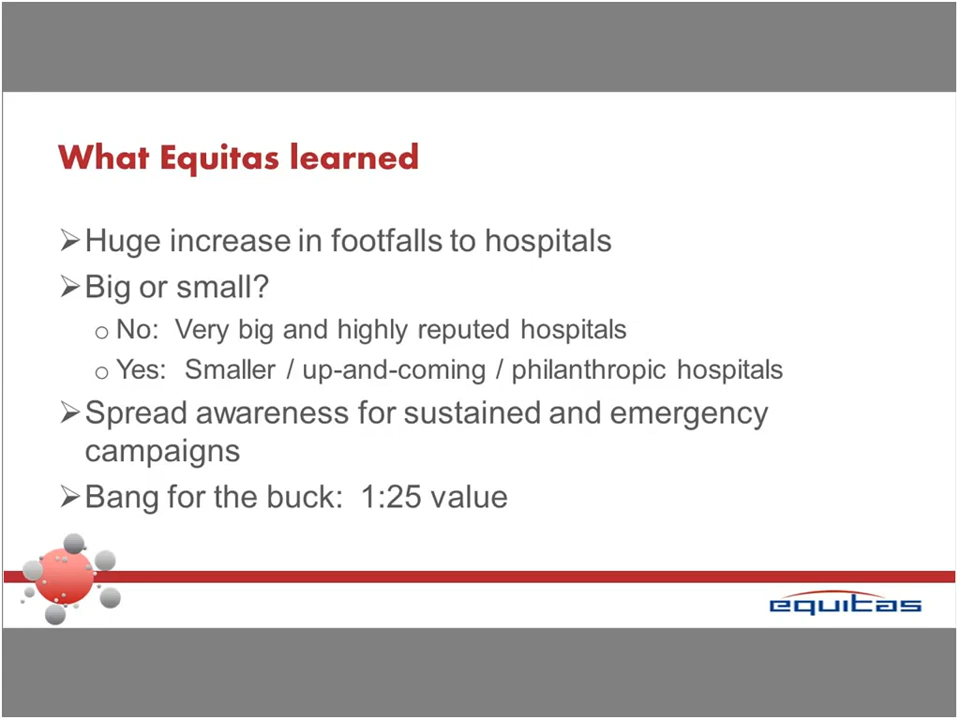 What Equitas learned
➢Huge increase in footfalls to hospitals
➢Big or small?
o No:  Very big and highly reputed hospitals
o Yes:  Smaller / up-and-coming / philanthropic hospitals
➢Spread awareness for sustained and emergency
campaigns
➢Bang for the buck:  1:25 value
equitas